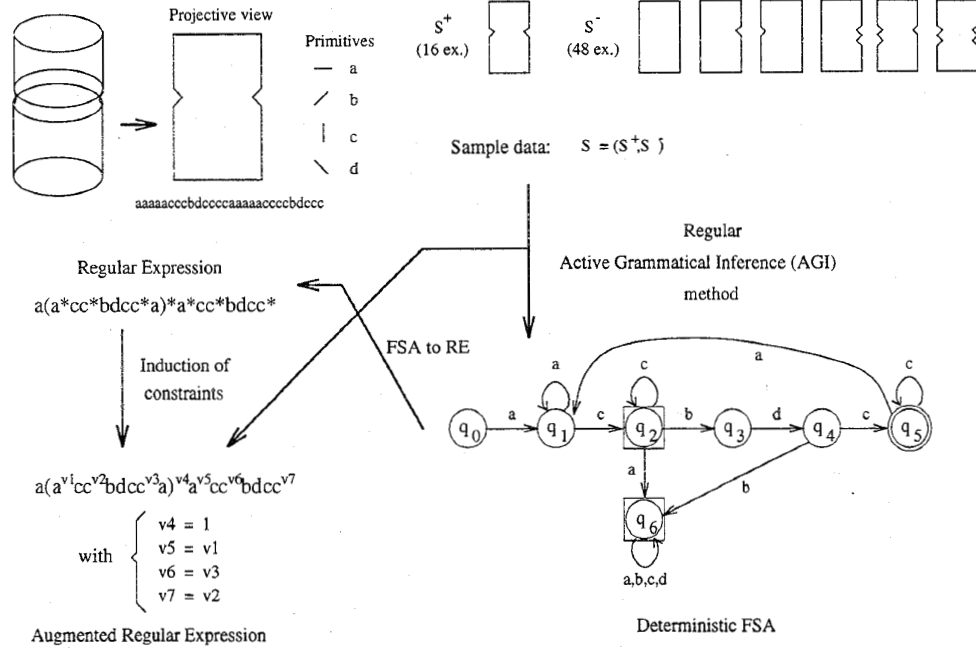 Projective view
Primitives
a
b
c
d
aaaaacccbdccccaaaaaccccbdccc
S+
(16 ex.)
S-
(48 ex.)
Sample data: S = (S+,S-)
Regular
Active Grammatical Inference (AGI)
method
Regular Expression
a(a*cc*bdcc*a)*a*cc*bdcc*
FSA to RE
Induction of
constraints
a(a^v1cc^v2bdcc^v3a)^v4a^v5cc^v6bdcc^v7
with
v4 = 1
v5 = v1
v6 = v3
v7 = v2
Augmented Regular Expression
a
a
c
c
q0
a
q1
c
q2
b
q3
d
q4
c
q5
a
b
q6
a,b,c,d
Deterministic FSA